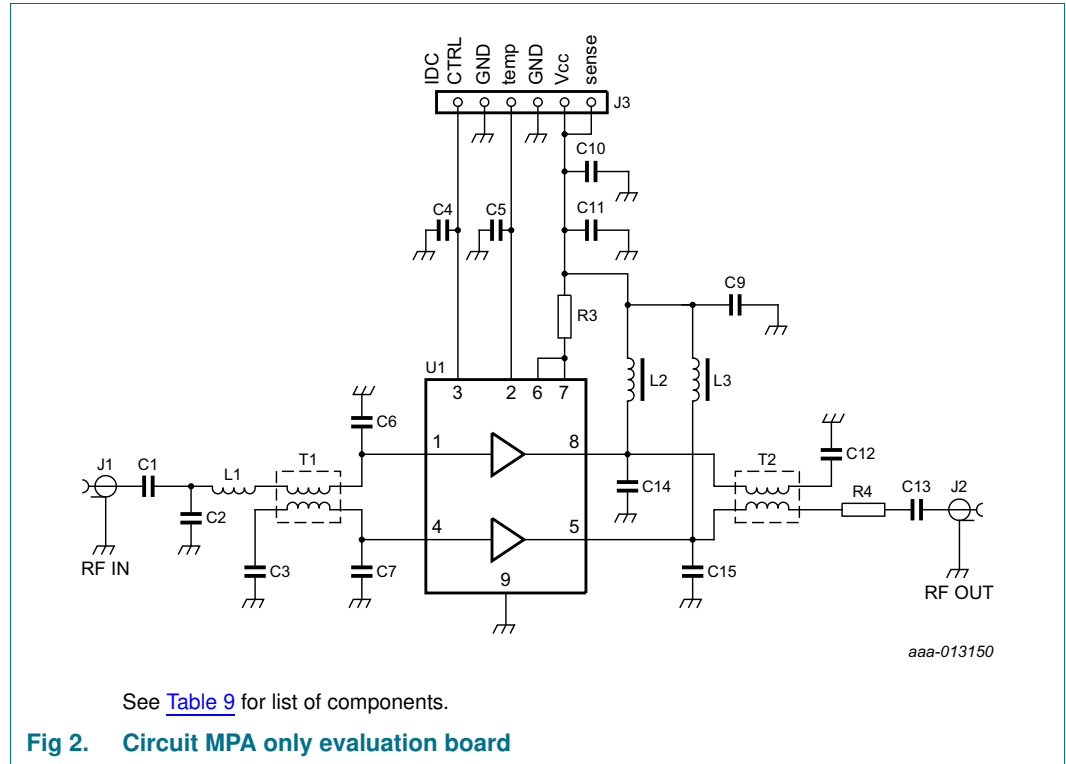 IDC
CTRL
GND
temp
GND
Vcc
sense
J3
C10
C4
C5
C11
C9
R3
U1
L2
L3
3
2
6
7
C6
1
8
C12
J1
C1
L1
T1
T2
C14
R4
C13
J2
C2
4
5
C3
C7
9
C15
RF IN
RF OUT
aaa-013150
See Table 9 for list of components.
Fig 2. Circuit MPA only evaluation board